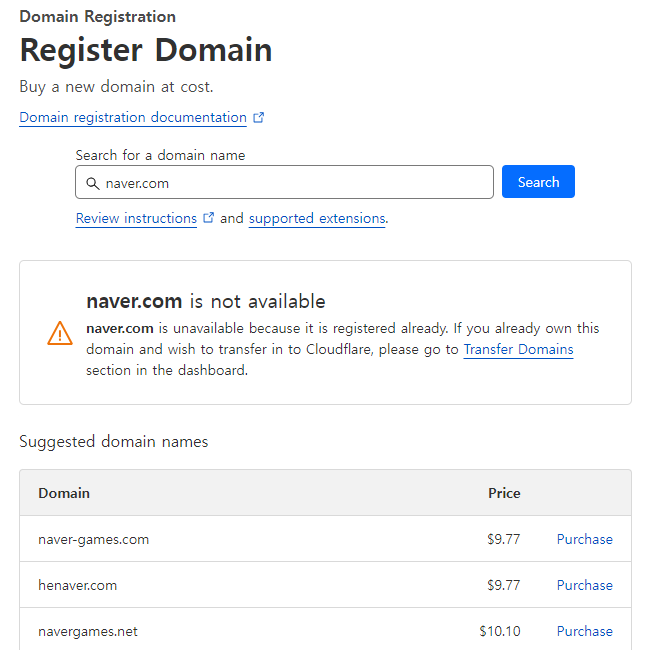 Domain Registration
Register Domain
Buy a new domain at cost.
Domain registration documentation
Search for a domain name
naver.com
Search
Review instructions and supported extensions.
naver.com is not available
naver.com is unavailable because it is registered already. If you already own this
domain and wish to transfer in to Cloudflare, please go to Transfer Domains
section in the dashboard.
Suggested domain names
Domain Price
naver-games.com $9.77 Purchase
henaver.com $9.77 Purchase
navergames.net $10.10 Purchase